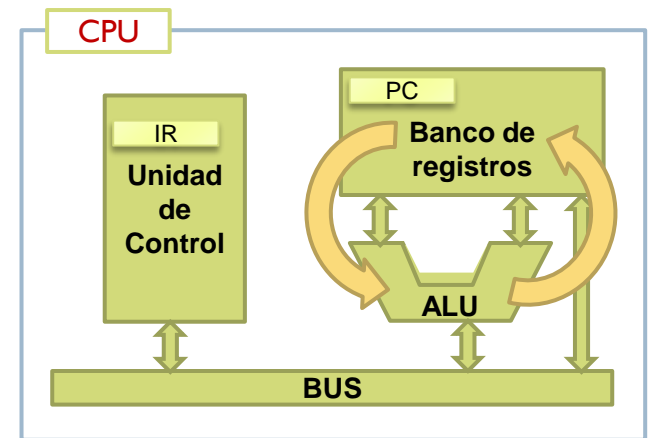 CPU
IR
Unidad
de
Control
PC
Banco de
registros
ALU
BUS